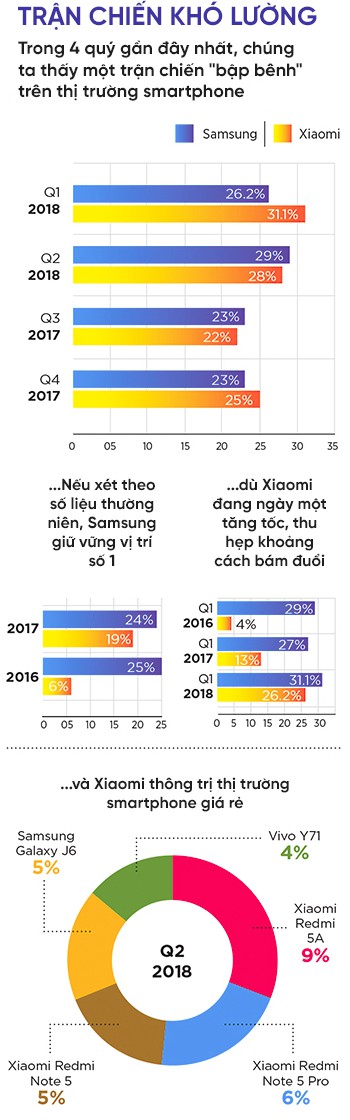 TRẬN CHIẾN KHÓ LƯỜNG
Trong 4 quý gần đây nhất, chúng
ta thấy một trận chiến "bập bênh"
trên thị trường smartphone
Samsung
Xiaomi
Q1
2018
26.2%
31.1%
Q2
2018
29%
28%
Q3
2017
23%
22%
Q4
2017
23%
25%
0 05 10 15 20 25 30 35
...Nếu xét theo
số liệu thường
niên, Samsung
giữ vững vị trí
số 1
2017
24%
19%
2016
25%
6%
0 05 10 15 20 25
...dù Xiaomi
đang ngày một
tăng tốc, thu
hẹp khoảng
cách bám đuổi
Q1
2016
29%
4%
Q1
2017
27%
13%
Q1
2018
31.1%
26.2%
0 5 10 15 20 25 30
...và Xiaomi thông trị thị trường
smartphone giá rẻ
Samsung
Galaxy J6
5%
Vivo Y71
4%
Xiaomi
Redmi
5A
9%
Q2
2018
Xiaomi Redmi
Note 5
5%
Xiaomi Redmi
Note 5 Pro
6%